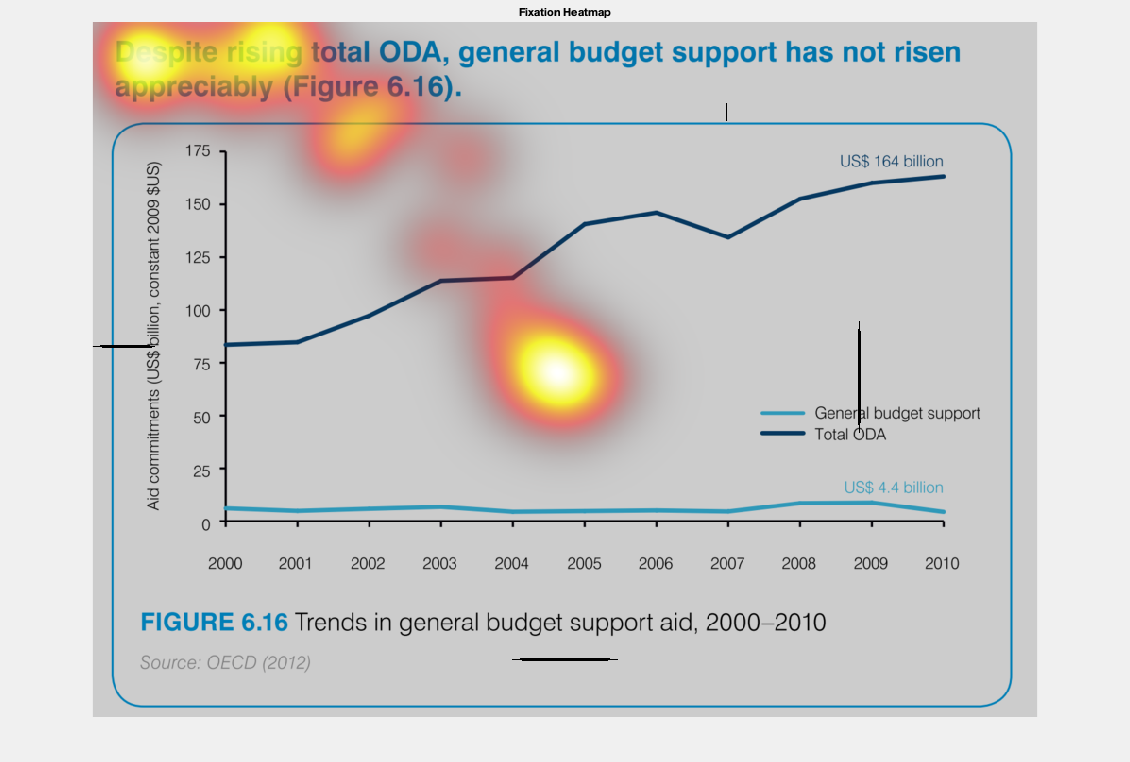 Fixation Heatmap
Despite rising total ODA, general budget support has not risen
appreciably (Figure 6.16).
Aid commitments (US$ billion, constant 2009 $US)
175
150
125
100
75
50
25
0
US$ 164 billion
General budget support
Total ODA
US$ 4.4 billion
2000 2001 2002 2003 2004 2005 2006 2007 2008 2009 2010
FIGURE 6.16 Trends in general budget support aid, 2000–2010
Source: OECD (2012)